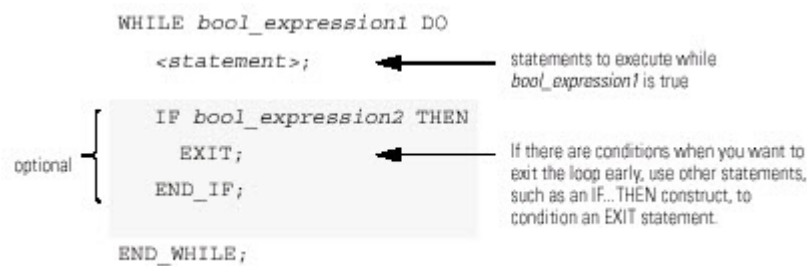 WHILE bool_expression1 DO
<statement>;
statements to execute while
bool_expression1 is true
optional
IF bool_expression2 THEN
EXIT;
END_IF;
If there are conditions when you want to
exit the loop early, use other statements,
such as an IF...THEN construct, to
condition an EXIT statement.
END_WHILE;